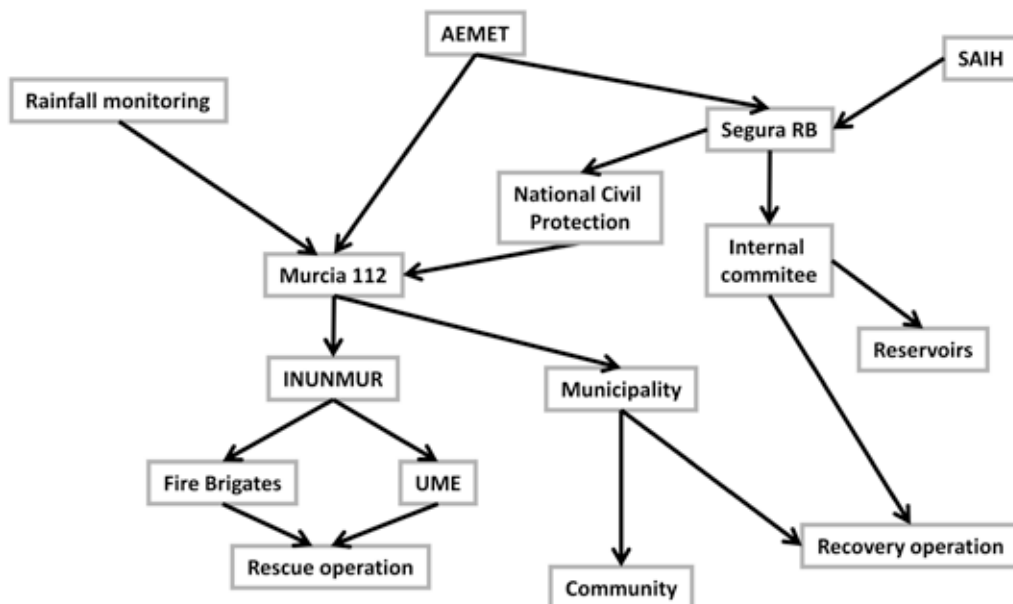 AEMET
SAIH
Rainfall monitoring
Segura RB
National Civil
Protection
Murcia 112
Internal
commitee
Reservoirs
INUNMUR
Municipality
Fire Brigates
UME
Rescue operation
Recovery operation
Community